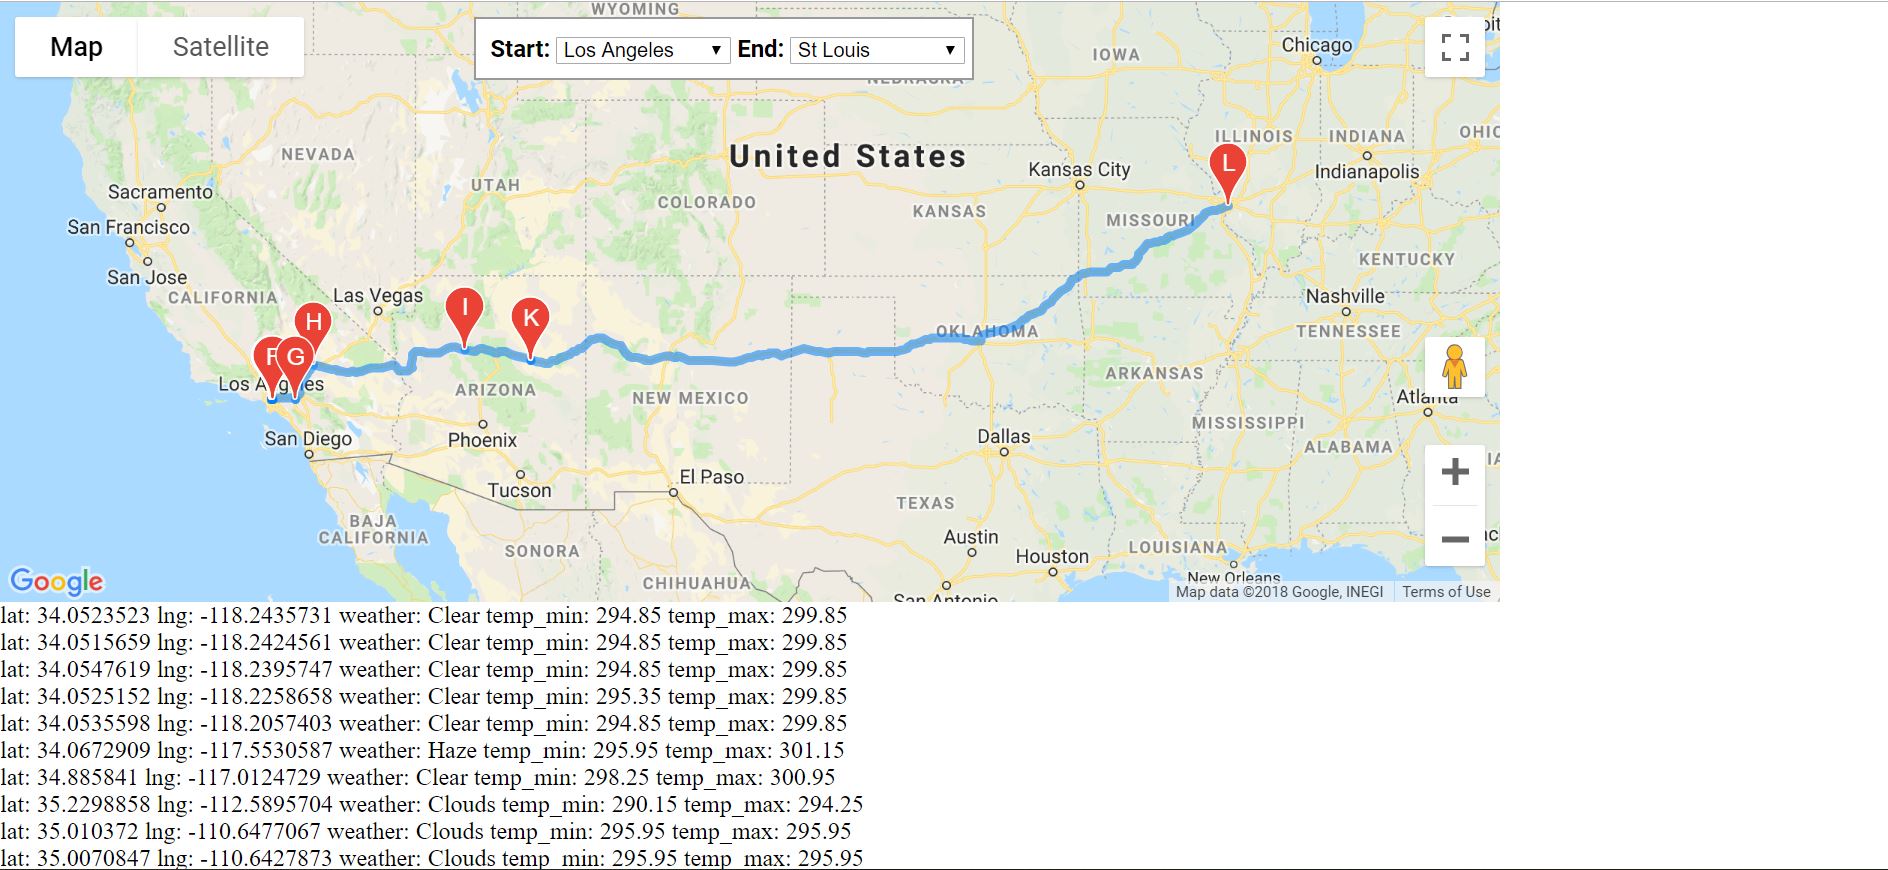 WYOMING
Map Satellite
Start: Los Angeles End: St Louis
Chicago
IOWA
NEBRASKA
ILLINOIS INDIANA OHIO
NEVADA
United States
Kansas City
Indianapolis
L
UTAH
Sacramento
COLORADO
KANSAS
MISSOURI
San Francisco
KENTUCKY
San Jose
CALIFORNIA
Las Vegas
Nashville
I
K
H
OKLAHOMA
TENNESSEE
F G
Los Angeles
ARIZONA
NEW MEXICO
ARKANSAS
Atlanta
MISSISSIPPI
San Diego
Phoenix
Dallas
ALABAMA
El Paso
Tucson
TEXAS
BAJA
CALIFORNIA
SONORA
Austin
Houston
LOUISIANA
CHIHUAHUA
New Orleans
San Antonio
Google
Map data ©2018 Google, INEGI Terms of Use
lat: 34.0523523 lng: -118.2435731 weather: Clear temp_min: 294.85 temp_max: 299.85
lat: 34.0515659 lng: -118.2424561 weather: Clear temp_min: 294.85 temp_max: 299.85
lat: 34.0547619 lng: -118.2395747 weather: Clear temp_min: 294.85 temp_max: 299.85
lat: 34.0525152 lng: -118.2258658 weather: Clear temp_min: 295.35 temp_max: 299.85
lat: 34.0535598 lng: -118.2057403 weather: Clear temp_min: 294.85 temp_max: 299.85
lat: 34.0672909 lng: -117.5530587 weather: Haze temp_min: 295.95 temp_max: 301.15
lat: 34.885841 lng: -117.0124729 weather: Clear temp_min: 298.25 temp_max: 300.95
lat: 35.2298858 lng: -112.5895704 weather: Clouds temp_min: 290.15 temp_max: 294.25
lat: 35.010372 lng: -110.6477067 weather: Clouds temp_min: 295.95 temp_max: 295.95
lat: 35.0070847 lng: -110.6427873 weather: Clouds temp_min: 295.95 temp_max: 295.95